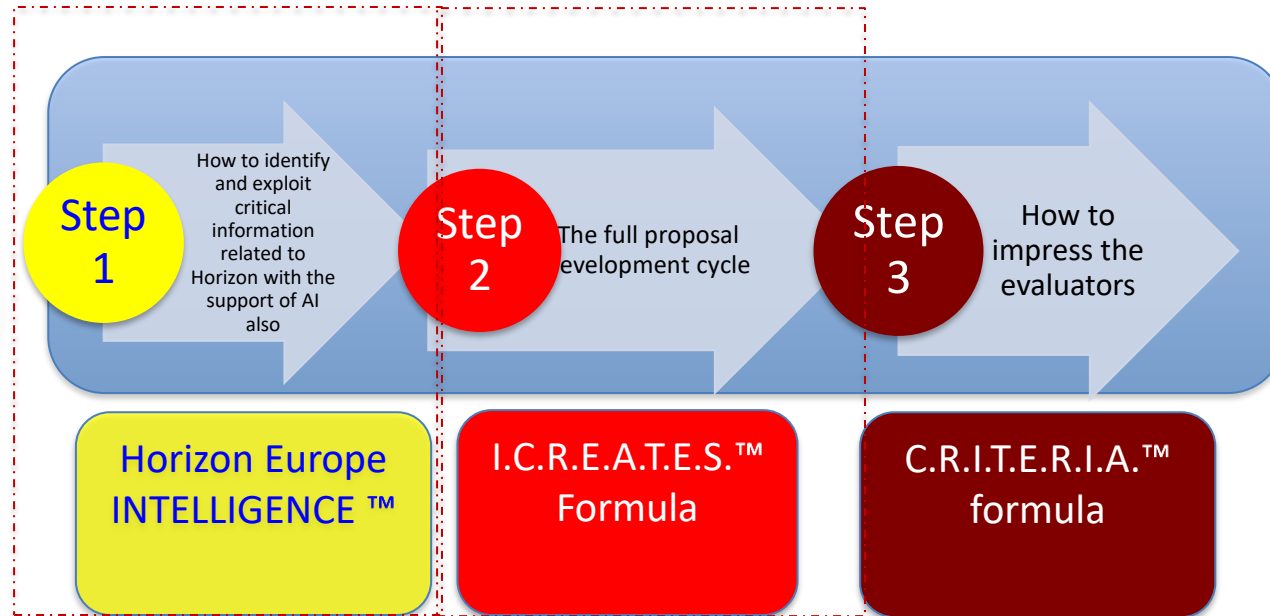 Step
1
How to identify
and exploit
critical
information
related to
Horizon with the
support of AI
also
Step
2
The full proposal
evelopment cycle
Step
3
How to
impress the
evaluators
Horizon Europe
INTELLIGENCE ™
I.C.R.E.A.T.E.S.™
Formula
C.R.I.T.E.R.I.A.™
formula